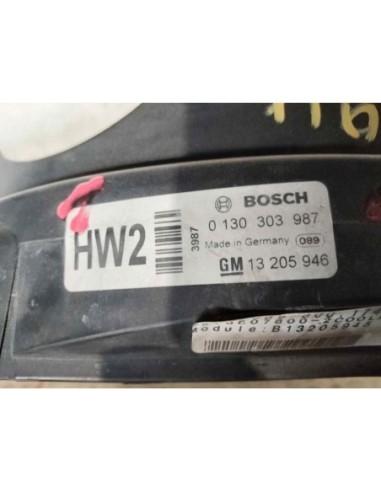 BOSCH
HW2
3987
0 130 303 987
Made in Germany 089
GM 13 205 946